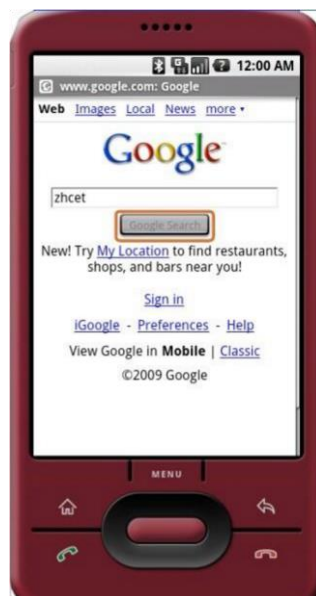 12:00 AM
www.google.com: Google
Web Images Local News more
Google
zhcet
Google Search
New! Try My Location to find restaurants,
shops, and bars near you!
Sign in
iGoogle - Preferences - Help
View Google in Mobile | Classic
©2009 Google
MENU